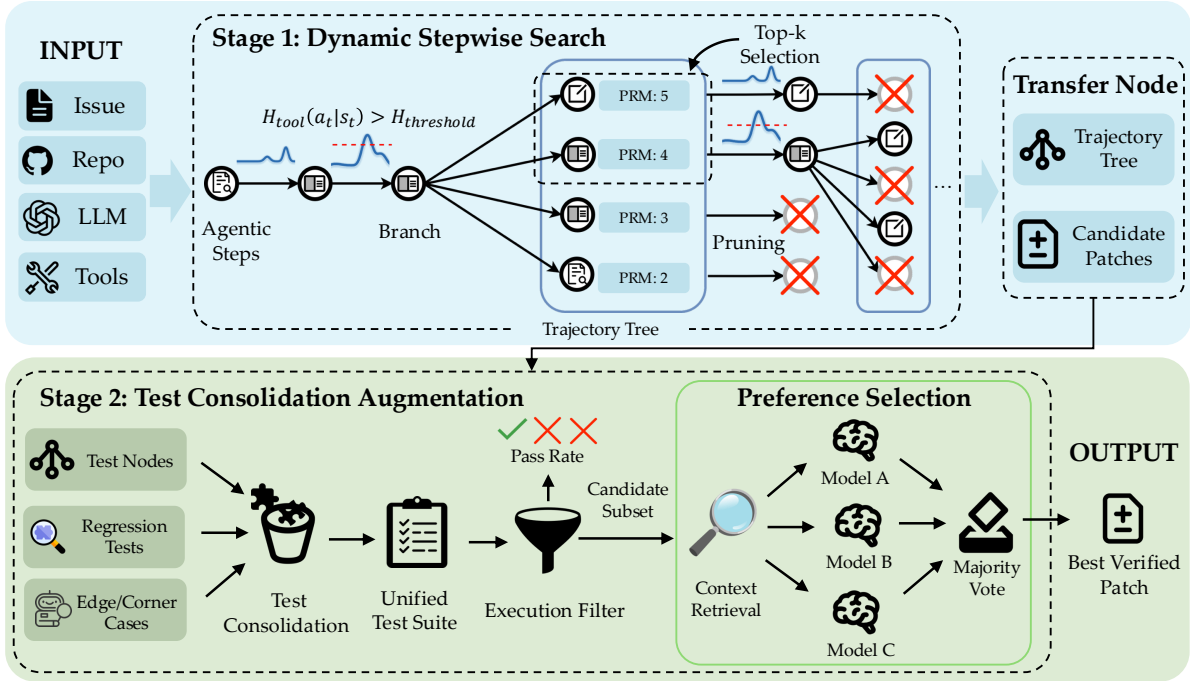 INPUT
Issue
Repo
LLM
Tools
Stage 1: Dynamic Stepwise Search
Top-k
Selection
H_tool(a_t|s_t) > H_threshold
Agentic
Steps
Branch
PRM: 5
PRM: 4
PRM: 3
PRM: 2
Pruning
...
Trajectory Tree
Transfer Node
Trajectory
Tree
Candidate
Patches
Stage 2: Test Consolidation Augmentation
Test Nodes
Regression
Tests
Edge/Corner
Cases
Test
Consolidation
Unified
Test Suite
Pass Rate
Execution Filter
Candidate
Subset
Preference Selection
Context
Retrieval
Model A
Model B
Model C
Majority
Vote
OUTPUT
Best Verified
Patch